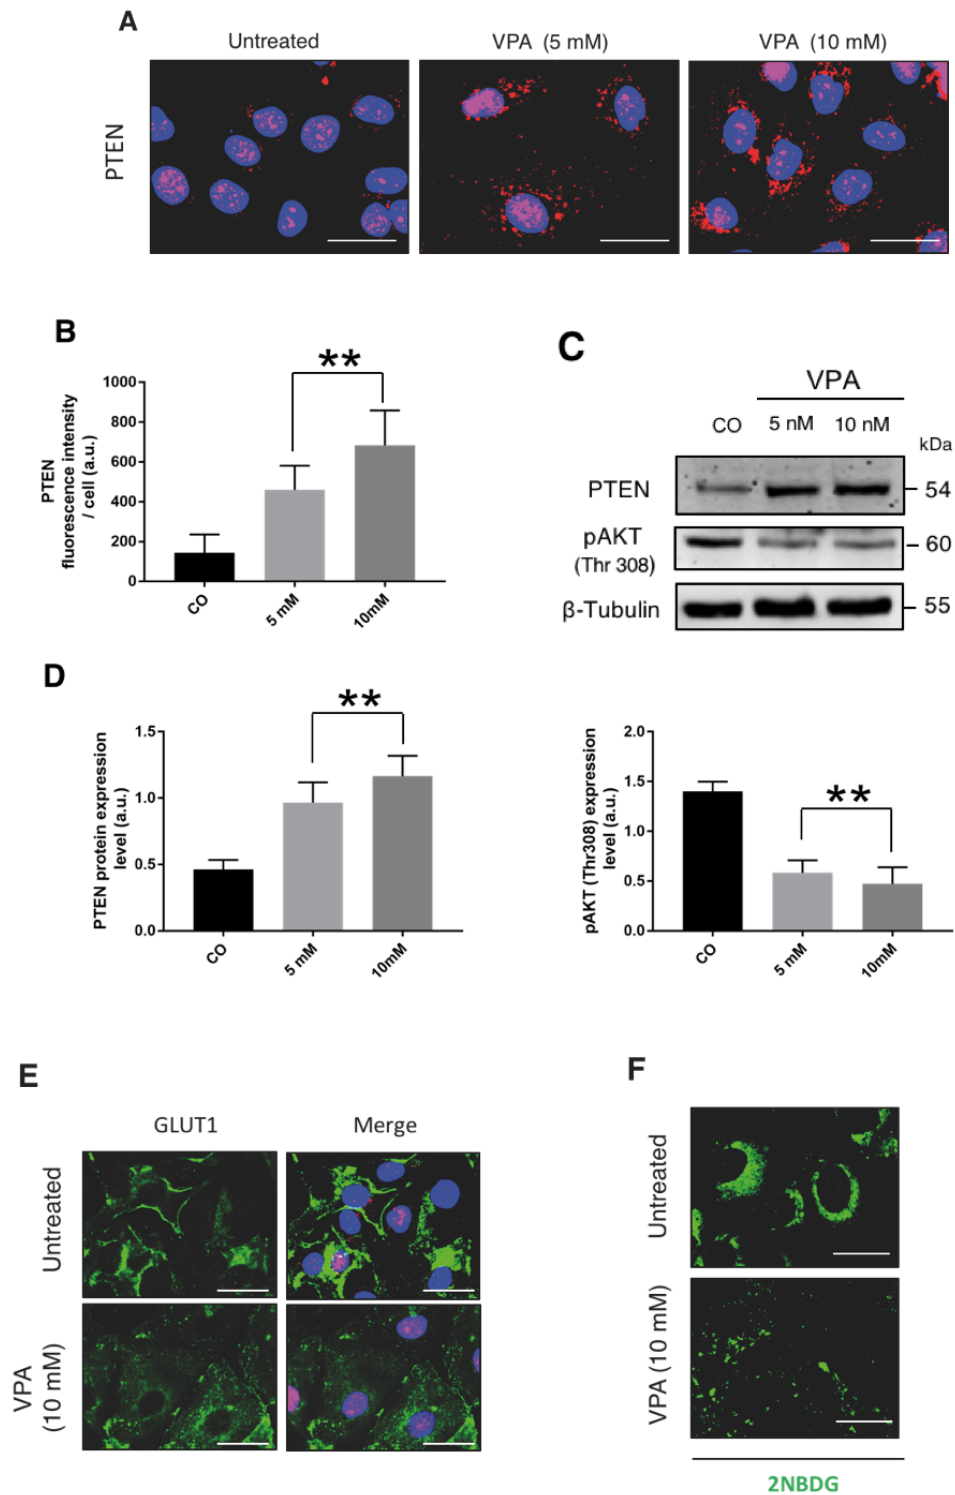 A
Untreated
VPA (5 mM)
VPA (10 mM)
PTEN
B
**
PTEN
fluorescence intensity
/ cell (a.u.)
1000
800
600
400
200
0
CO
5 mM
10mM
C
VPA
CO
5 nM
10 nM
kDa
PTEN
54
pAKT
(Thr 308)
60
β-Tubulin
55
D
**
PTEN protein expression
level (a.u.)
1.5
1.0
0.5
0.0
CO
5 mM
10mM
**
pAKT (Thr308) expression
level (a.u.)
2.0
1.5
1.0
0.5
0.0
CO
5 mM
10mM
E
GLUT1
Merge
Untreated
VPA
(10 mM)
F
Untreated
VPA (10 mM)
2NBDG